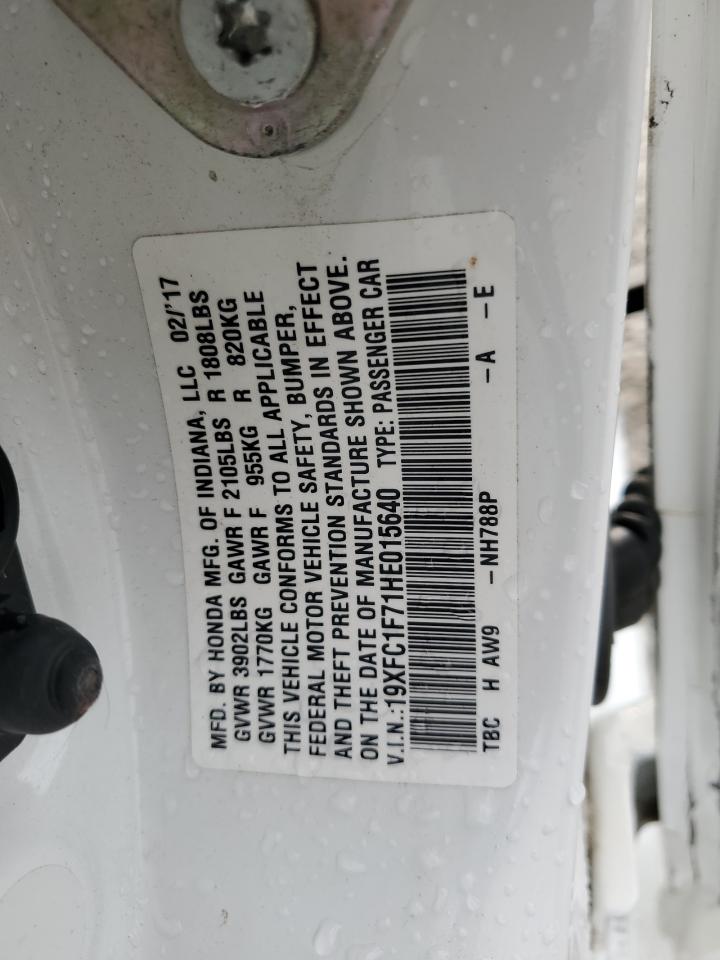 MFD. BY HONDA MFG. OF INDIANA, LLC 02/'17
GVWR 3902LBS GAWR F 2105LBS R 1808LBS
GVWR 1770KG GAWR F 955KG R 820KG
THIS VEHICLE CONFORMS TO ALL APPLICABLE
FEDERAL MOTOR VEHICLE SAFETY, BUMPER,
AND THEFT PREVENTION STANDARDS IN EFFECT
ON THE DATE OF MANUFACTURE SHOWN ABOVE.
V.I.N.:19XFC1F71HE015640 TYPE: PASSENGER CAR
TBC H AW9 -NH788P -A -E